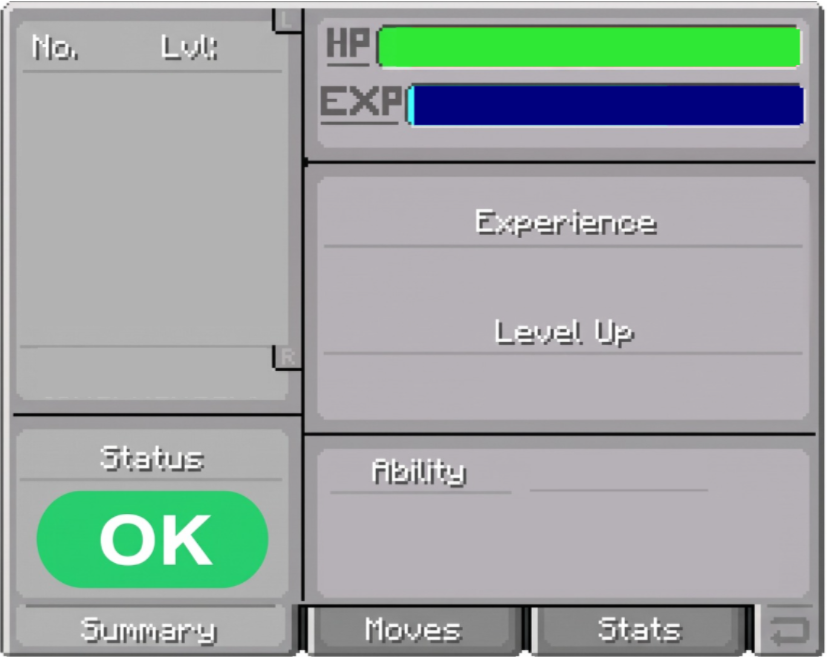 No. Lvl:
L
HP
EXP
Experience
Level Up
R
Status
OK
Ability
Summary
Moves
Stats